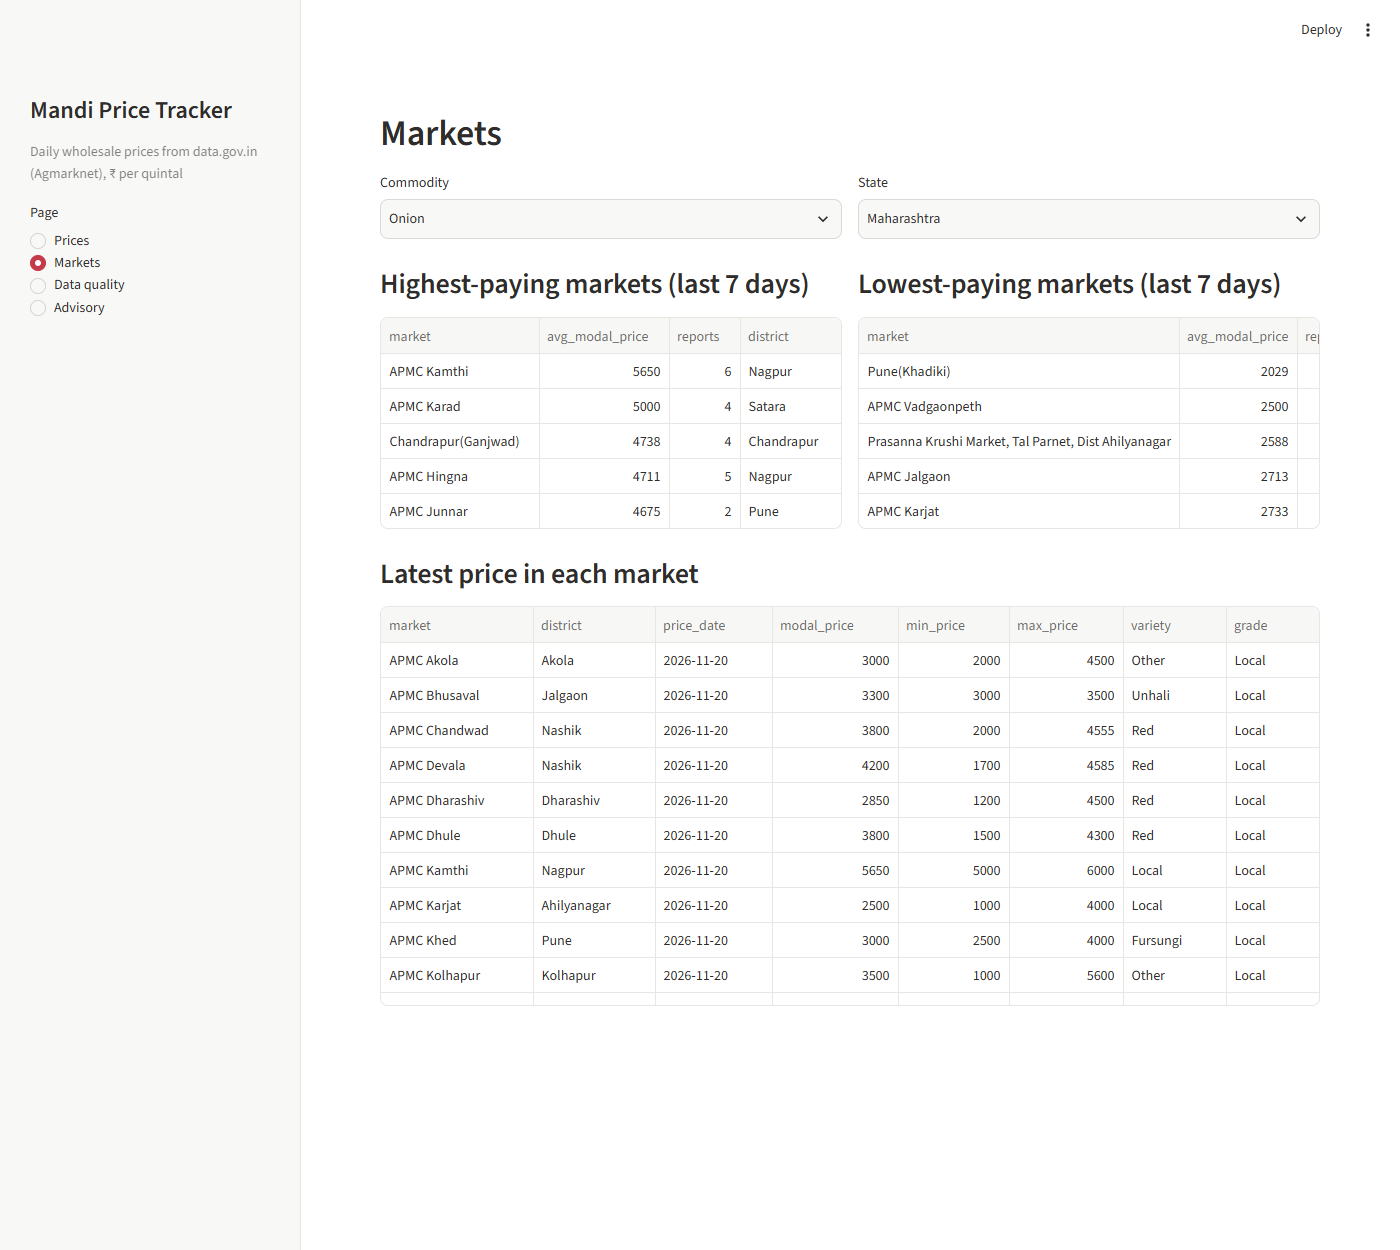 Deploy
Mandi Price Tracker
Daily wholesale prices from data.gov.in
(Agmarknet), ₹ per quintal
Page
Prices
Markets
Data quality
Advisory
Markets
Commodity State
Onion Maharashtra
Highest-paying markets (last 7 days)
market avg_modal_price reports district
APMC Kamthi 5650 6 Nagpur
APMC Karad 5000 4 Satara
Chandrapur(Ganjwad) 4738 4 Chandrapur
APMC Hingna 4711 5 Nagpur
APMC Junnar 4675 2 Pune
Lowest-paying markets (last 7 days)
market avg_modal_price rep
Pune(Khadiki) 2029
APMC Vadgaonpeth 2500
Prasanna Krushi Market, Tal Parnet, Dist Ahilyanagar 2588
APMC Jalgaon 2713
APMC Karjat 2733
Latest price in each market
market district price_date modal_price min_price max_price variety grade
APMC Akola Akola 2026-11-20 3000 2000 4500 Other Local
APMC Bhusaval Jalgaon 2026-11-20 3300 3000 3500 Unhali Local
APMC Chandwad Nashik 2026-11-20 3800 2000 4555 Red Local
APMC Devala Nashik 2026-11-20 4200 1700 4585 Red Local
APMC Dharashiv Dharashiv 2026-11-20 2850 1200 4500 Red Local
APMC Dhule Dhule 2026-11-20 3800 1500 4300 Red Local
APMC Kamthi Nagpur 2026-11-20 5650 5000 6000 Local Local
APMC Karjat Ahilyanagar 2026-11-20 2500 1000 4000 Local Local
APMC Khed Pune 2026-11-20 3000 2500 4000 Fursungi Local
APMC Kolhapur Kolhapur 2026-11-20 3500 1000 5600 Other Local